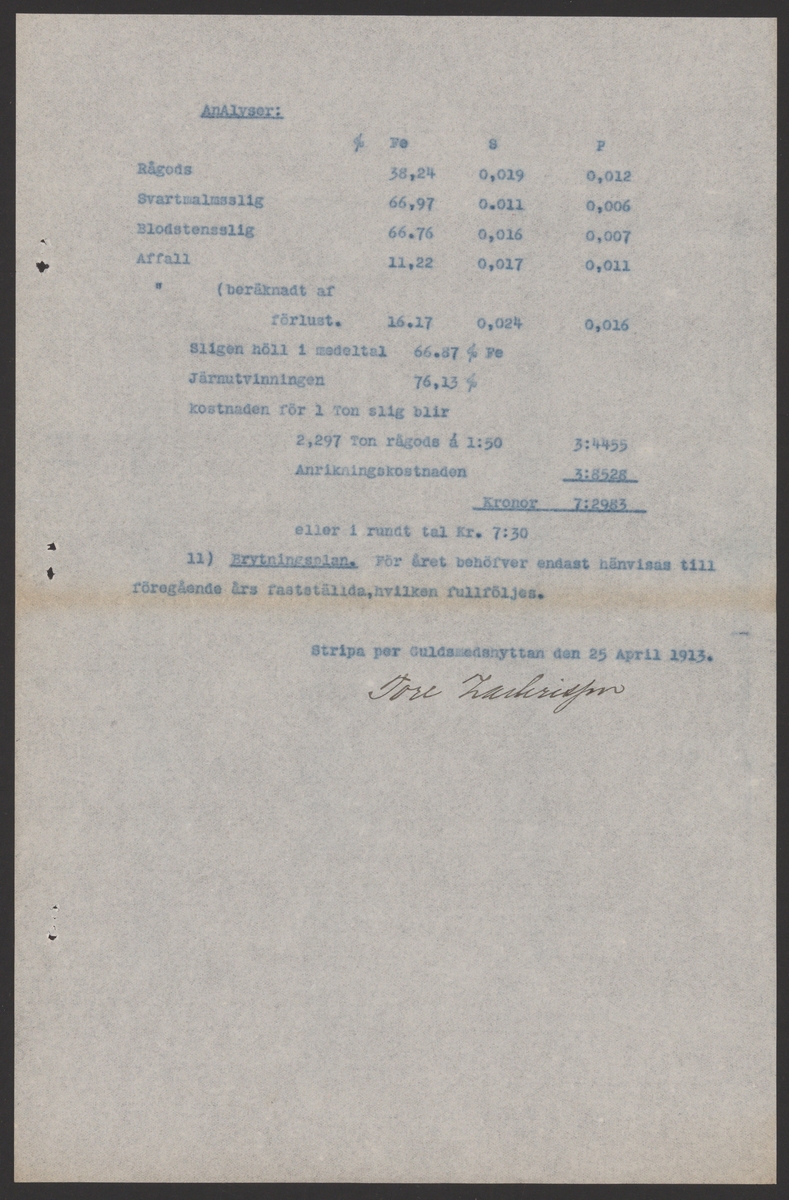 AnAlyser:
% Fe S P
Rågods 38,24 0,019 0,012
Svartmalmsslig 66,97 0.011 0,006
Blodstensslig 66.76 0,016 0,007
Affall 11,22 0,017 0,011
" (beräknadt af
förlust. 16.17 0,024 0,016
Sligen höll i medeltal 66.87 % Fe
Järnutvinningen 76,13 %
kostnaden för 1 Ton slig blir
2,297 Ton rågods á 1:50 3:4455
Anrikningskostnaden 3:8528
Kronor 7:2983
eller i rundt tal Kr. 7:30
11) Brytningsplan. För året behöfver endast hänvisas till
föregående års fastställda,hvilken fullföljes.
Stripa per Guldsmedshyttan den 25 April 1913.
Tore Zachrisson